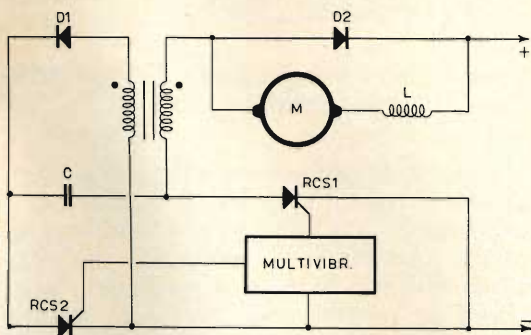 D1
D2
+
M
L
C
RCS1
MULTIVIBR.
RCS2
−